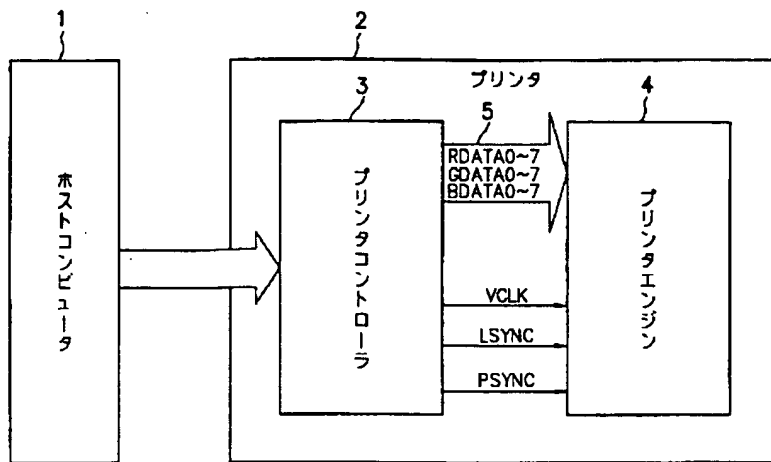 1
2
プリンタ
3
5
4
ホストコンピュータ
プリンタコントローラ
RDATA0~7
GDATA0~7
BDATA0~7
プリンタエンジン
VCLK
LSYNC
PSYNC